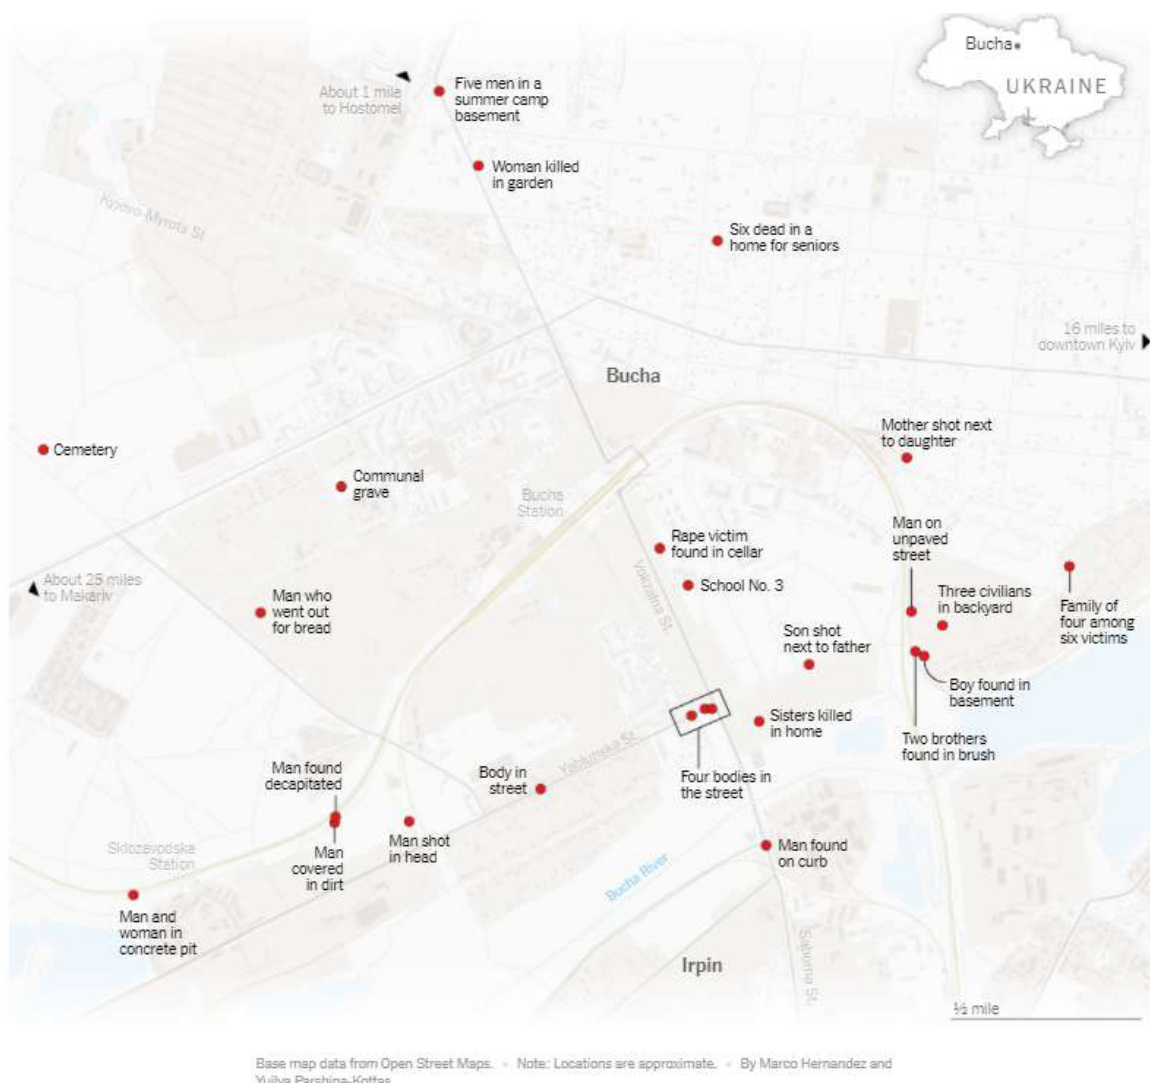 Bucha
UKRAINE
About 1 mile
to Hostomel
Five men in a
summer camp
basement
Woman killed
in garden
Kyjevo-Myrots St.
Six dead in a
home for seniors
16 miles to
downtown Kyiv
Bucha
Mother shot next
to daughter
Cemetery
Communal
grave
Bucha
Station
Man on
unpaved
street
Rape victim
found in cellar
About 25 miles
to Makariv
School No. 3
Vokzalna St.
Man who
went out
for bread
Three civilians
in backyard
Family of
four among
six victims
Son shot
next to father
Boy found in
basement
Sisters killed
in home
Two brothers
found in brush
Yablunska St.
Man found
decapitated
Body in
street
Four bodies in
the street
Sklozavodska
Station
Man
covered
in dirt
Man shot
in head
Man found
on curb
Bucha River
Man and
woman in
concrete pit
Irpin
Soborna St.
½ mile
Base map data from Open Street Maps. • Note: Locations are approximate. • By Marco Hernandez and
Yuliya Parshina-Kottas